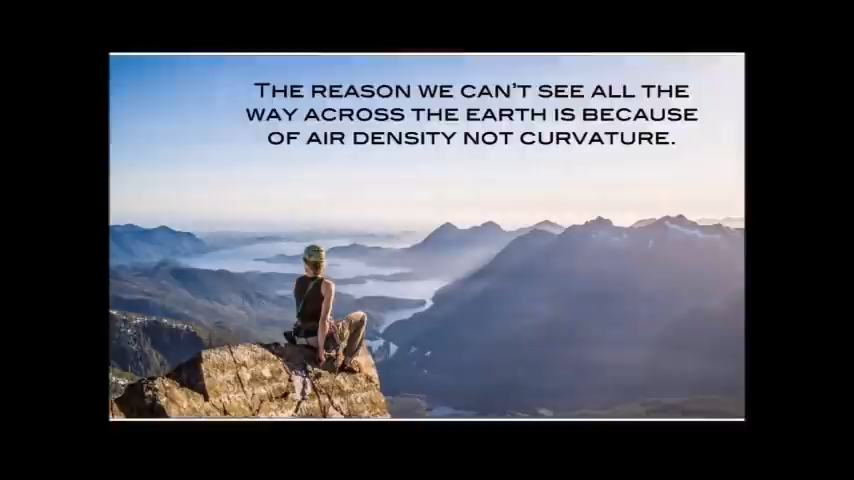 THE REASON WE CAN'T SEE ALL THE
WAY ACROSS THE EARTH IS BECAUSE
OF AIR DENSITY NOT CURVATURE.